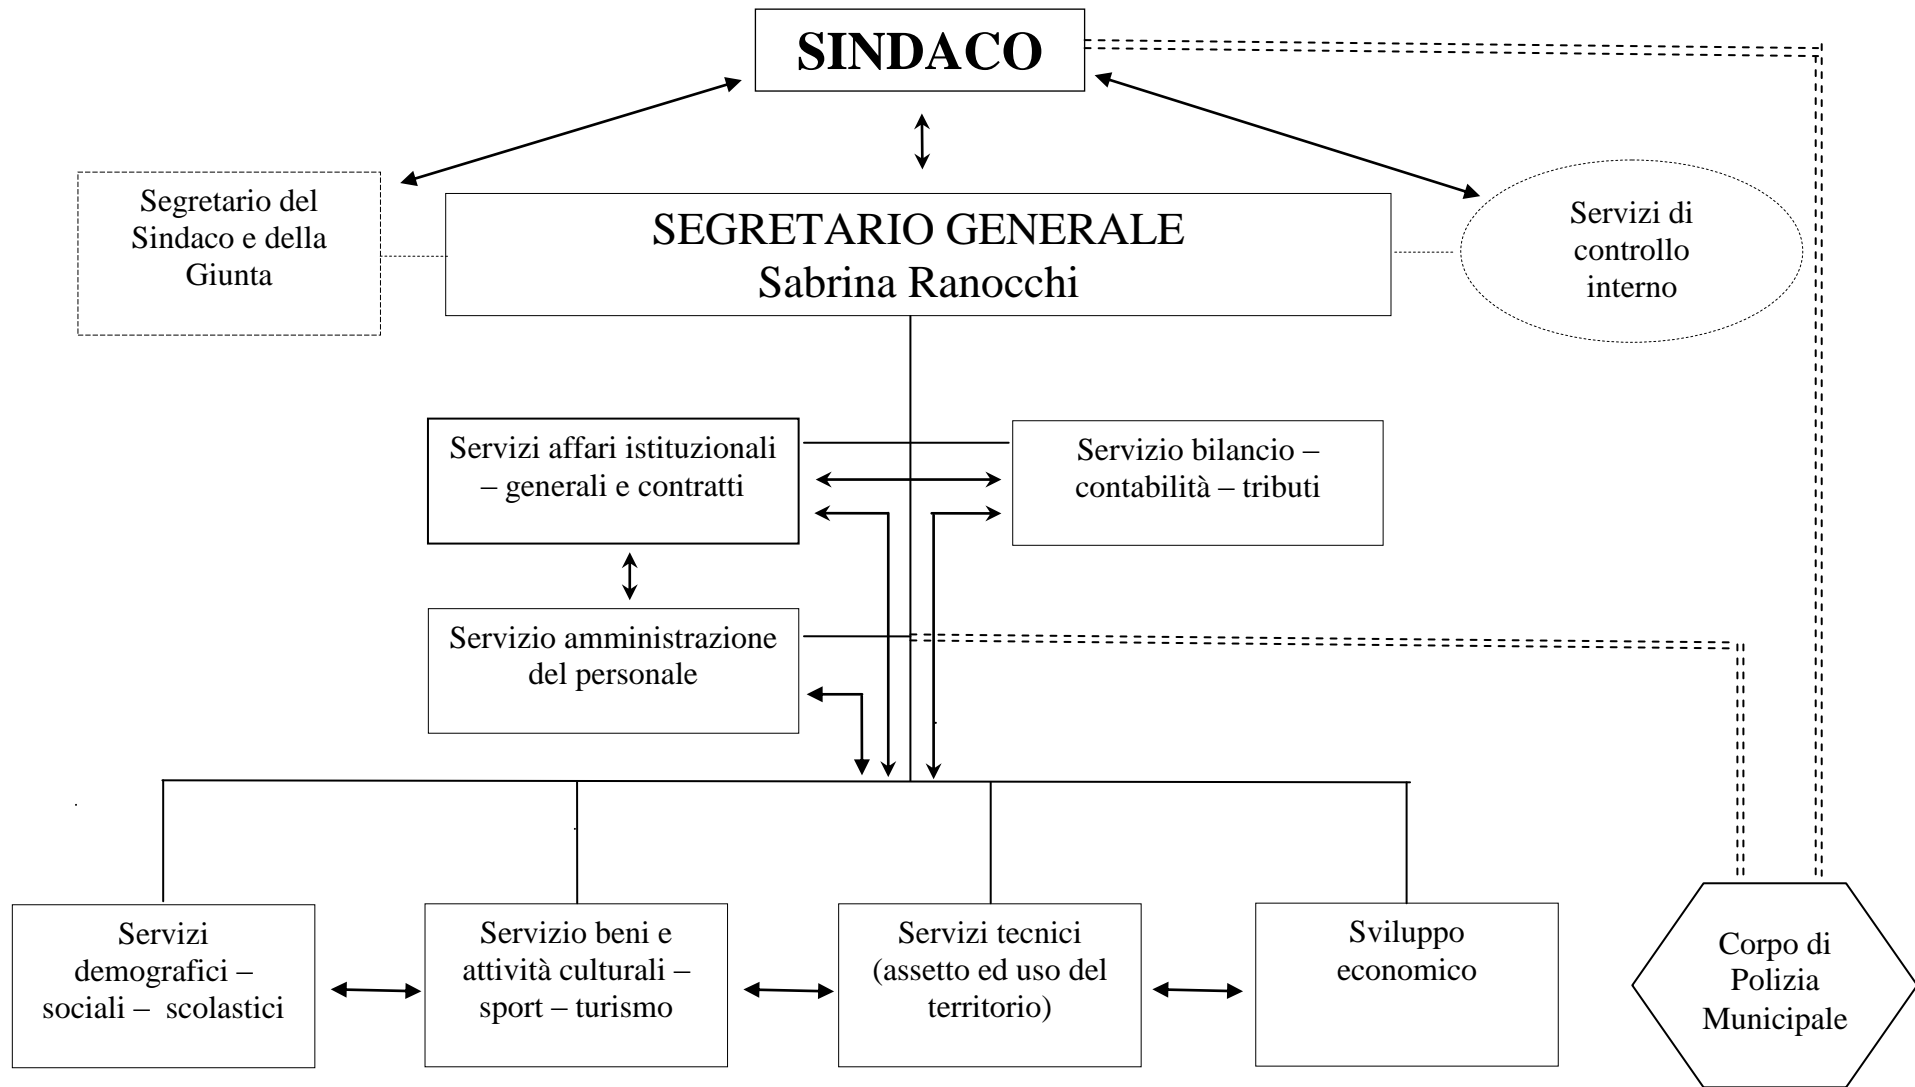 SINDACO
Segretario del
Sindaco e della
Giunta
SEGRETARIO GENERALE
Sabrina Ranocchi
Servizi di
controllo
interno
Servizi affari istituzionali
– generali e contratti
Servizio bilancio –
contabilità – tributi
Servizio amministrazione
del personale
Servizi
demografici –
sociali – scolastici
Servizio beni e
attività culturali –
sport – turismo
Servizi tecnici
(assetto ed uso del
territorio)
Sviluppo
economico
Corpo di
Polizia
Municipale